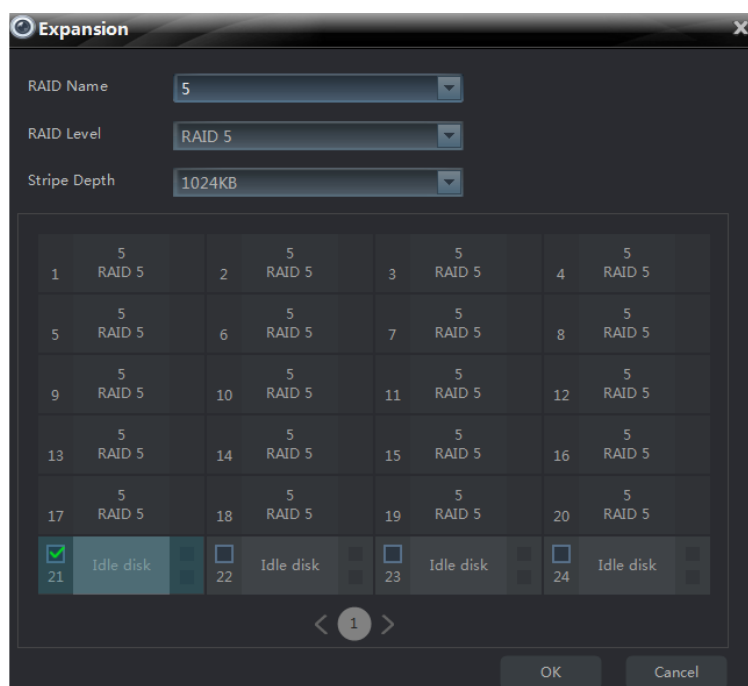 Expansion
RAID Name 5
RAID Level RAID 5
Stripe Depth 1024KB
5 5 5 5
1 RAID 5 2 RAID 5 3 RAID 5 4 RAID 5
5 5 5 5
5 RAID 5 6 RAID 5 7 RAID 5 8 RAID 5
5 5 5 5
9 RAID 5 10 RAID 5 11 RAID 5 12 RAID 5
5 5 5 5
13 RAID 5 14 RAID 5 15 RAID 5 16 RAID 5
5 5 5 5
17 RAID 5 18 RAID 5 19 RAID 5 20 RAID 5
Idle disk Idle disk Idle disk Idle disk
21 22 23 24
< 1 >
OK Cancel